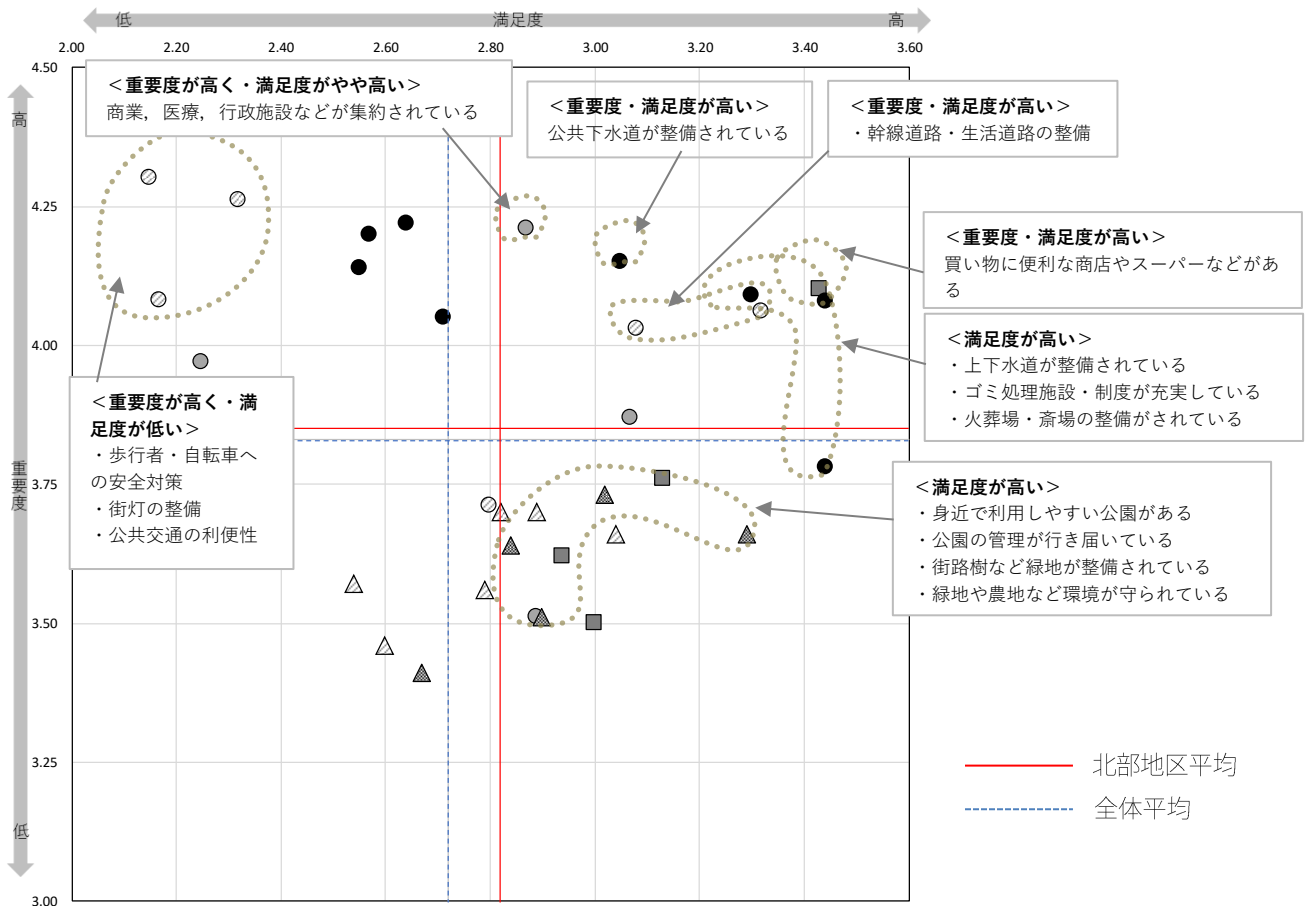 低
満足度
高
2.00 2.20 2.40 2.60 2.80 3.00 3.20 3.40 3.60
4.50
4.25
4.00
3.75
3.50
3.25
3.00
高
重要度
低
＜重要度が高く・満足度がやや高い＞
商業，医療，行政施設などが集約されている
＜重要度・満足度が高い＞
公共下水道が整備されている
＜重要度・満足度が高い＞
・幹線道路・生活道路の整備
＜重要度・満足度が高い＞
買い物に便利な商店やスーパーなどがあ
る
＜満足度が高い＞
・上下水道が整備されている
・ゴミ処理施設・制度が充実している
・火葬場・斎場の整備がされている
＜重要度が高く・満
足度が低い＞
・歩行者・自転車へ
の安全対策
・街灯の整備
・公共交通の利便性
＜満足度が高い＞
・身近で利用しやすい公園がある
・公園の管理が行き届いている
・街路樹など緑地が整備されている
・緑地や農地など環境が守られている
北部地区平均
全体平均